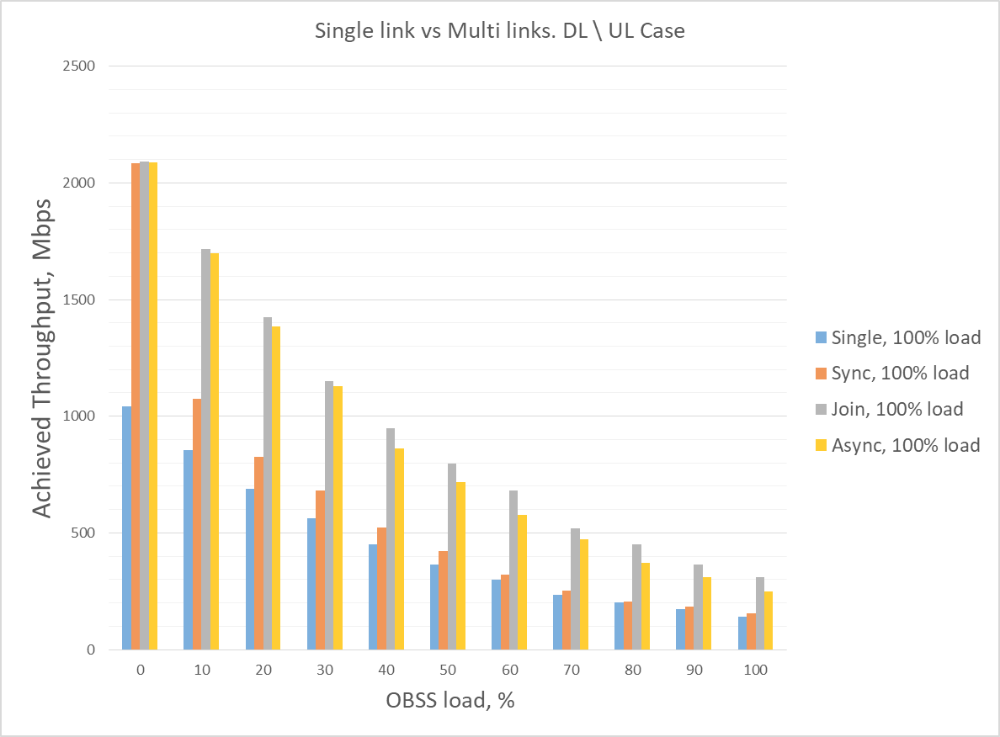 Single link vs Multi links. DL \ UL Case
2500
2000
1500
1000
500
0
Achieved Throughput, Mbps
0 10 20 30 40 50 60 70 80 90 100
OBSS load, %
Single, 100% load
Sync, 100% load
Join, 100% load
Async, 100% load